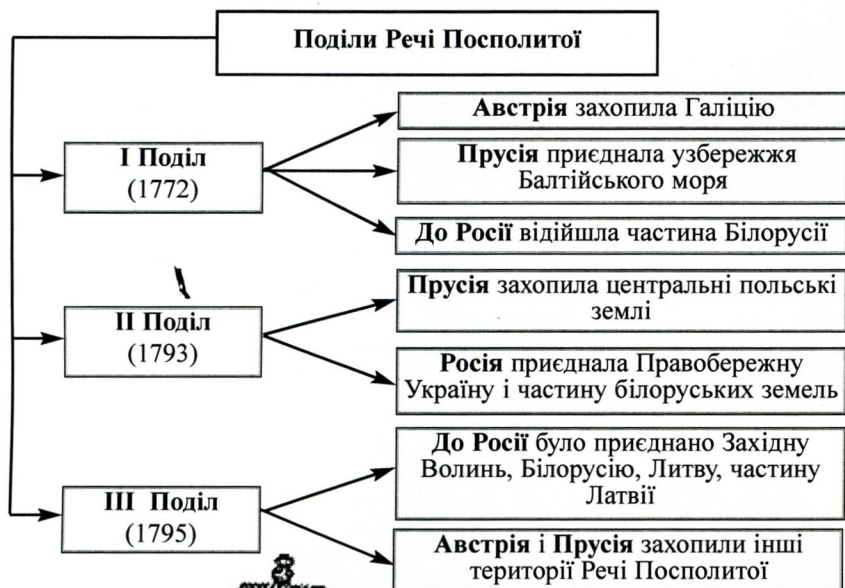 Поділи Речі Посполитої
І Поділ
(1772)
Австрія захопила Галіцію
Прусія приєднала узбережжя
Балтійського моря
До Росії відійшла частина Білорусії
ІІ Поділ
(1793)
Прусія захопила центральні польські
землі
Росія приєднала Правобережну
Україну і частину білоруських земель
ІІІ Поділ
(1795)
До Росії було приєднано Західну
Волинь, Білорусію, Литву, частину
Латвії
Австрія і Прусія захопили інші
території Речі Посполитої